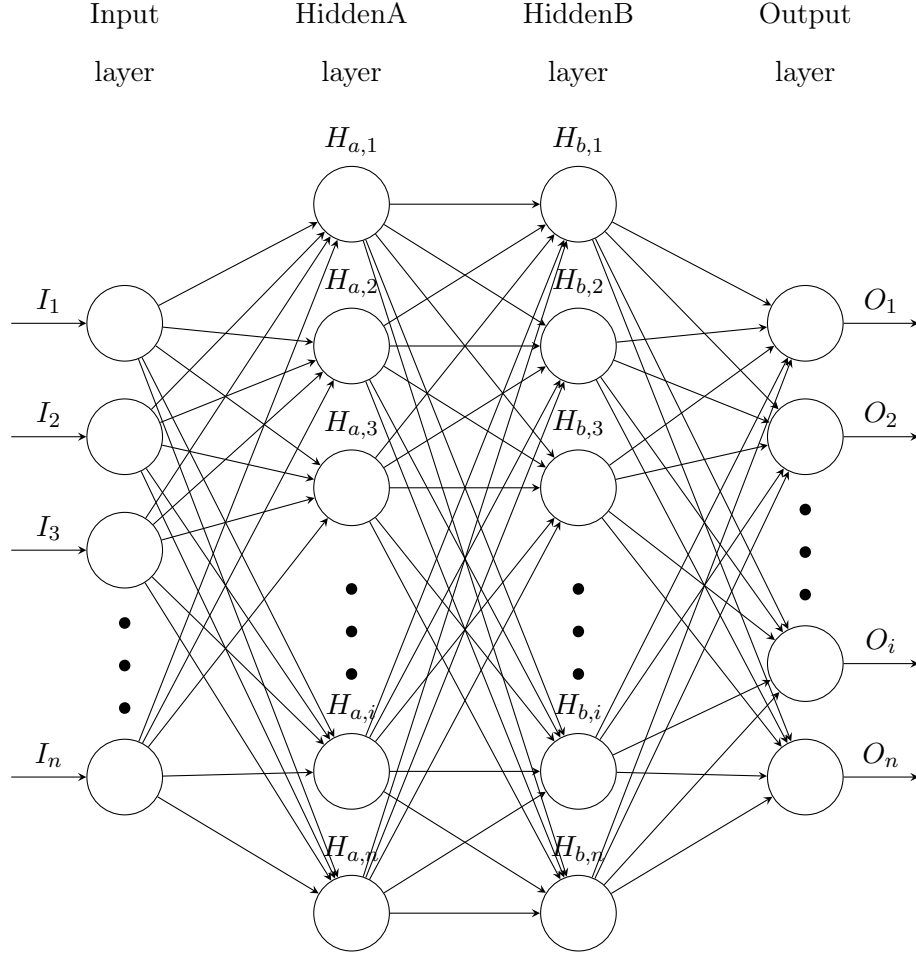 Input HiddenA HiddenB Output
layer layer layer layer
H_{a,1} H_{b,1}
H_{a,2} H_{b,2}
I_1 O_1
I_2 O_2
H_{a,3} H_{b,3}
I_3
O_i
H_{a,i} H_{b,i}
I_n O_n
H_{a,n} H_{b,n}